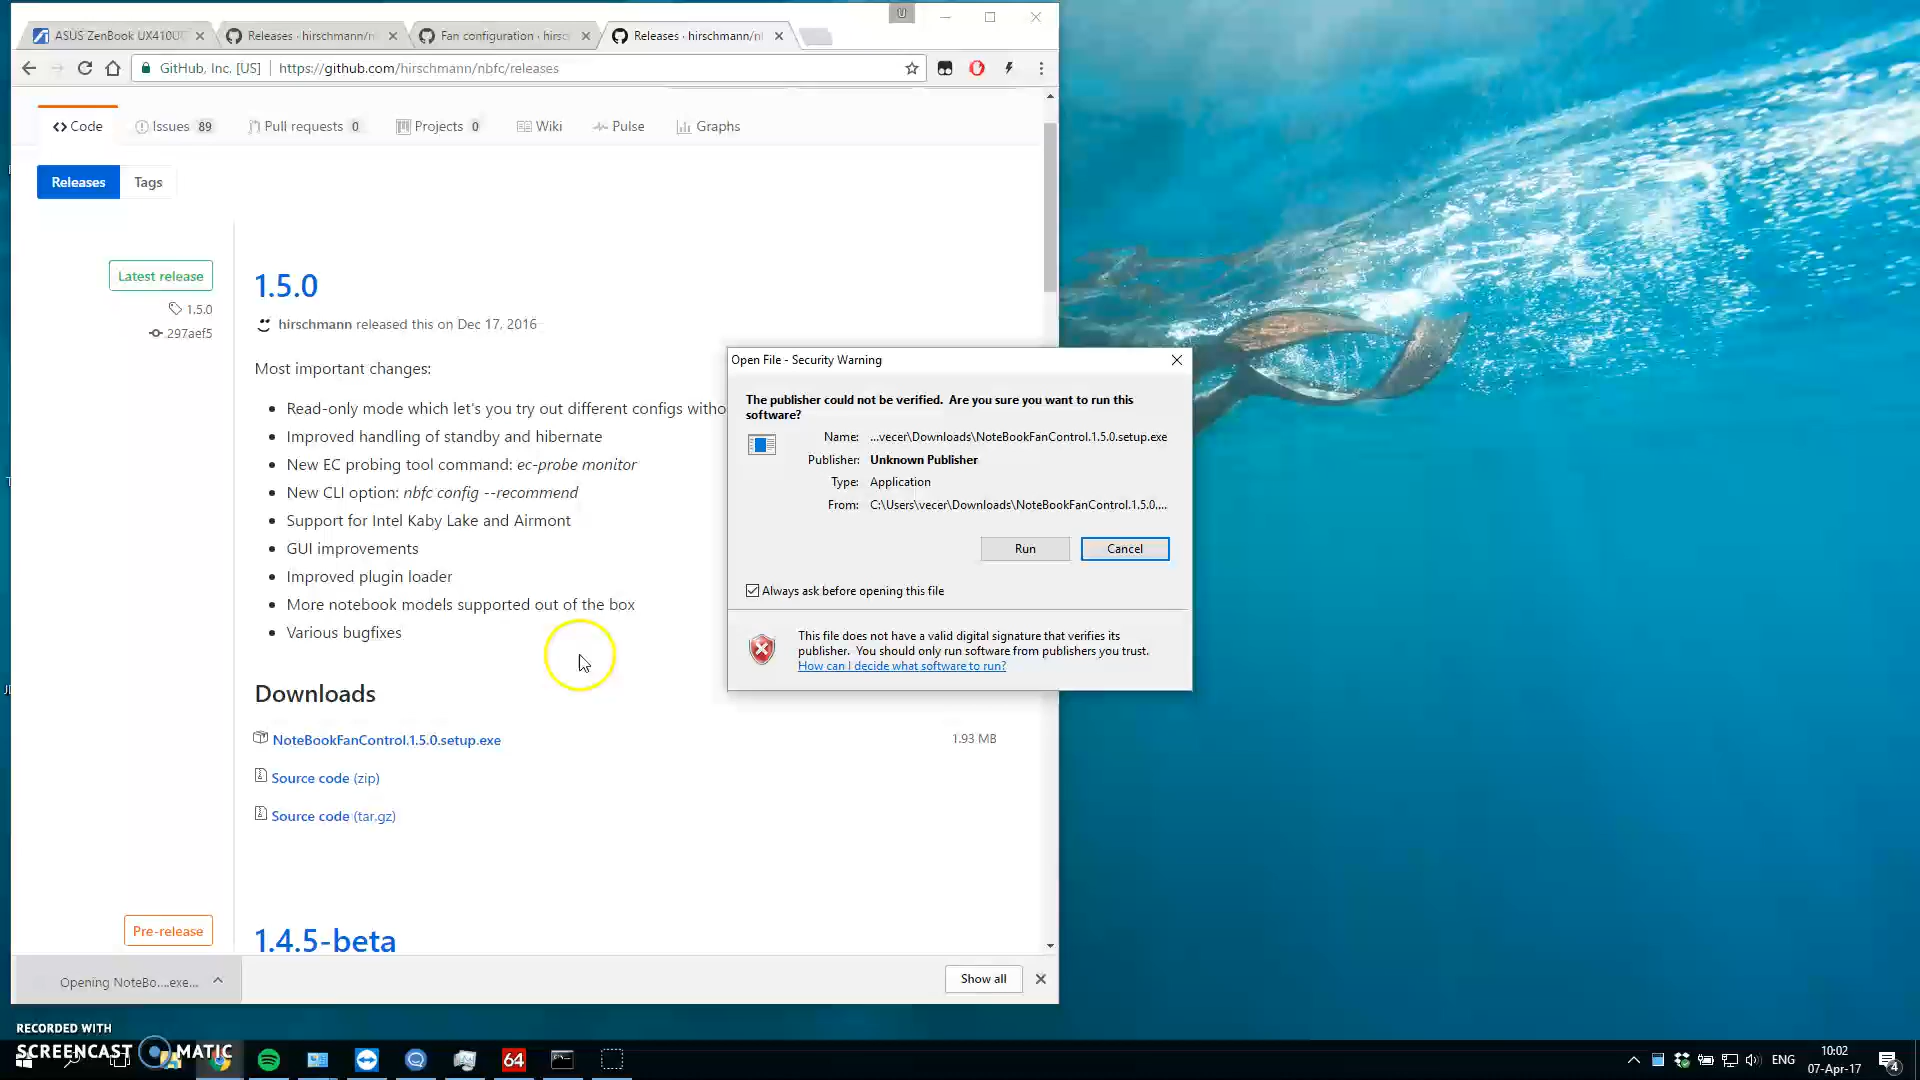 ASUS ZenBook UX410U
Releases · hirschmann/n
Fan configuration · hirsc
Releases · hirschmann/n
U
GitHub, Inc. [US]
https://github.com/hirschmann/nbfc/releases
Code
Issues 89
Pull requests 0
Projects 0
Wiki
Pulse
Graphs
Releases
Tags
Latest release
1.5.0
297aef5
1.5.0
hirschmann released this on Dec 17, 2016
Most important changes:
Read-only mode which let's you try out different configs witho
Improved handling of standby and hibernate
New EC probing tool command: ec-probe monitor
New CLI option: nbfc config --recommend
Support for Intel Kaby Lake and Airmont
GUI improvements
Improved plugin loader
More notebook models supported out of the box
Various bugfixes
Downloads
NoteBookFanControl.1.5.0.setup.exe
1.93 MB
Source code (zip)
Source code (tar.gz)
Pre-release
1.4.5-beta
Open File - Security Warning
The publisher could not be verified. Are you sure you want to run this
software?
Name: ...vecer\Downloads\NoteBookFanControl.1.5.0.setup.exe
Publisher: Unknown Publisher
Type: Application
From: C:\Users\vecer\Downloads\NoteBookFanControl.1.5.0....
Run
Cancel
Always ask before opening this file
This file does not have a valid digital signature that verifies its
publisher. You should only run software from publishers you trust.
How can I decide what software to run?
Opening NoteBo....exe...
Show all
RECORDED WITH
SCREENCAST MATIC
64
ENG
10:02
07-Apr-17
4